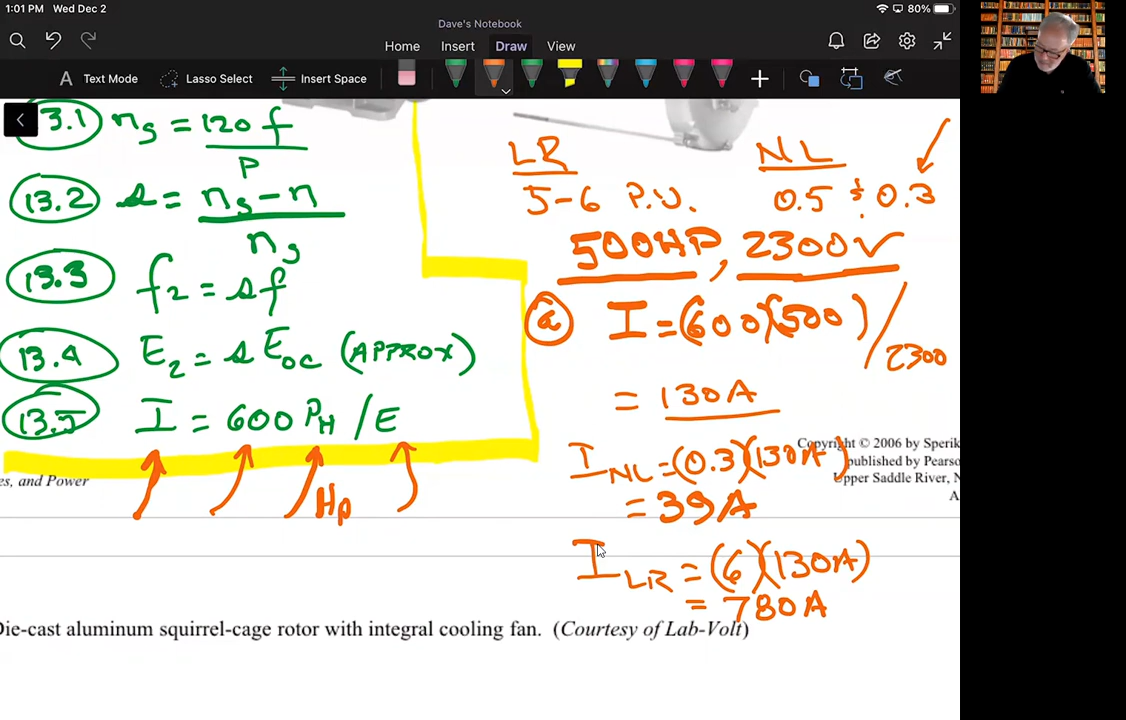 1:01 PM Wed Dec 2
80%
Dave's Notebook
Home Insert Draw View
Text Mode Lasso Select Insert Space
3.1 ns = 120 f
P
13.2 s = ns - n
ns
13.3 f2 = sf
13.4 E2 = s EOC (APPROX)
13.5 I = 600 PH / E
HP
es, and Power
LR NL
5-6 P.U. 0.5 & 0.3
500HP, 2300V
a I = (600)(500) / 2300
= 130A
INL = (0.3)(130A)
= 39A
ILR = (6)(130A)
= 780A
Copyright © 2006 by Sperik
published by Pearso
Upper Saddle River, N
A
Die-cast aluminum squirrel-cage rotor with integral cooling fan. (Courtesy of Lab-Volt)